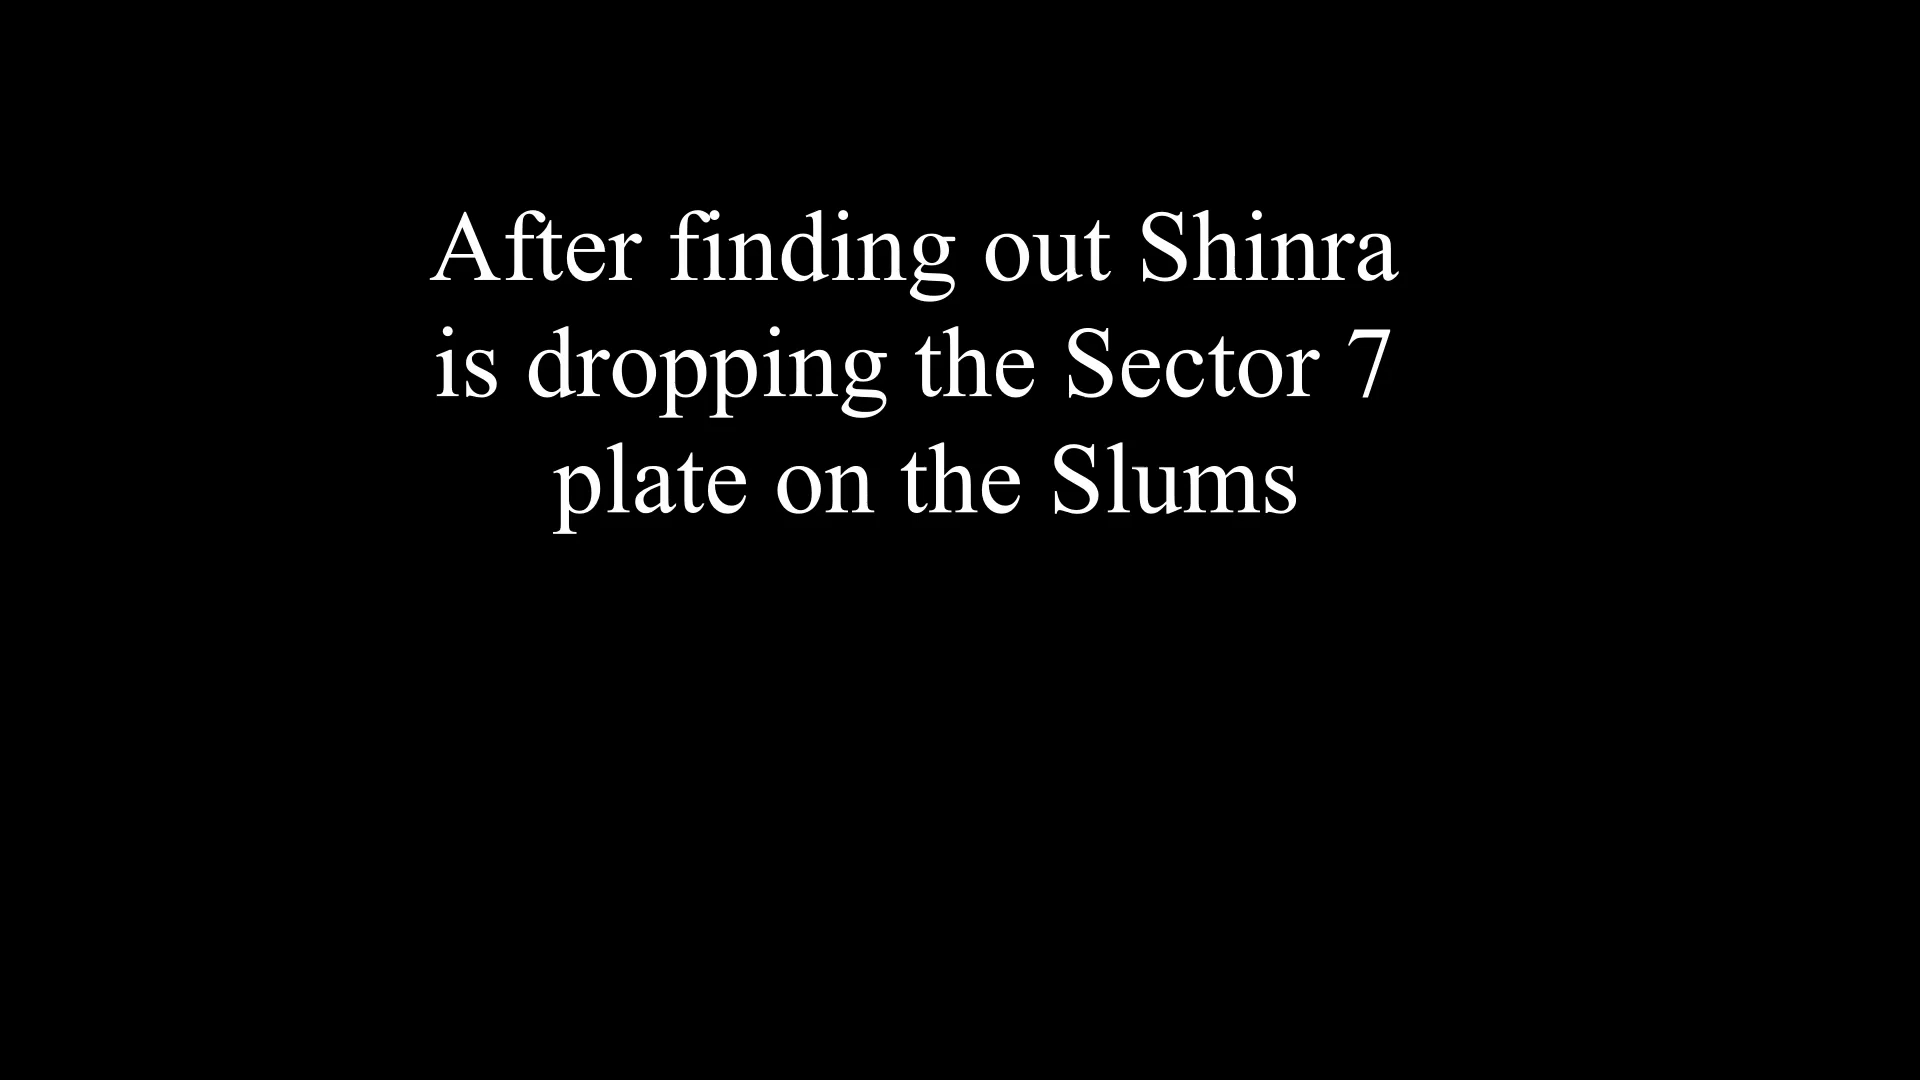 After finding out Shinra
is dropping the Sector 7
plate on the Slums